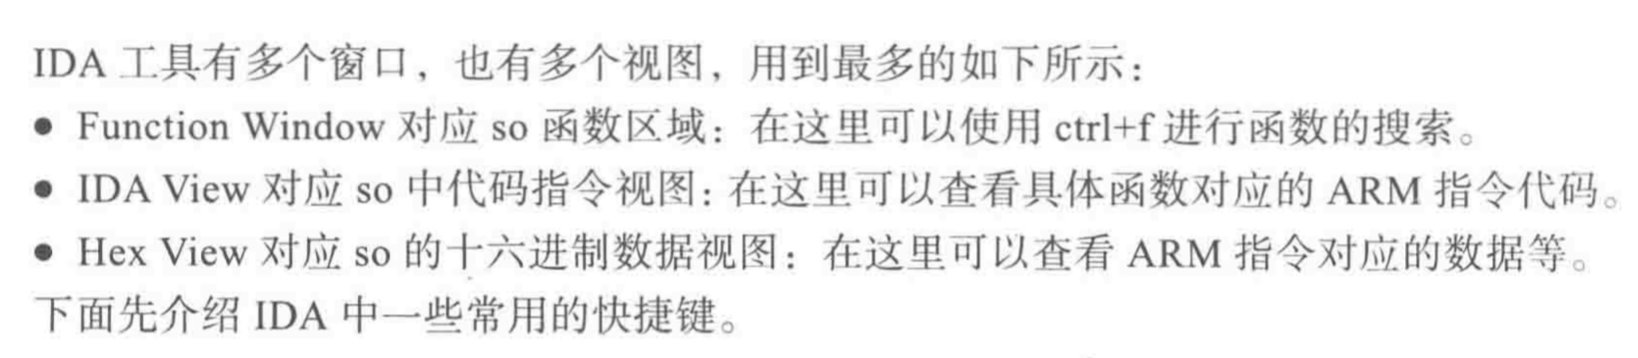 IDA 工具有多个窗口，也有多个视图，用到最多的如下所示：
● Function Window 对应 so 函数区域：在这里可以使用 ctrl+f 进行函数的搜索。
● IDA View 对应 so 中代码指令视图：在这里可以查看具体函数对应的 ARM 指令代码。
● Hex View 对应 so 的十六进制数据视图：在这里可以查看 ARM 指令对应的数据等。
下面先介绍 IDA 中一些常用的快捷键。